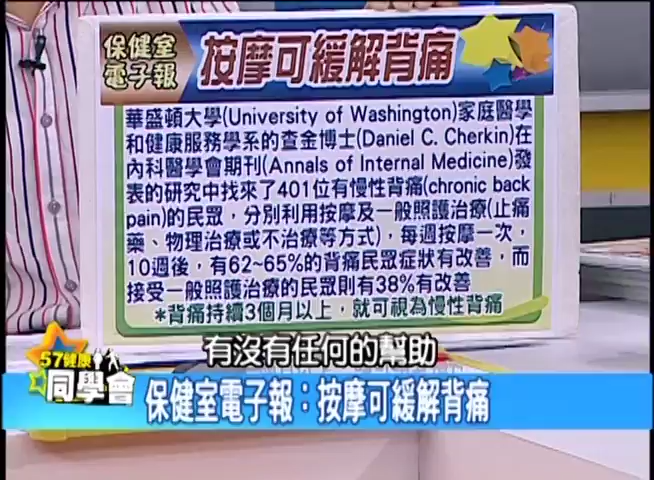 保健室
電子報
按摩可緩解背痛
華盛頓大學(University of Washington)家庭醫學
和健康服務學系的查金博士(Daniel C. Cherkin)在
內科醫學會期刊(Annals of Internal Medicine)發
表的研究中找來了401位有慢性背痛(chronic back
pain)的民眾，分別利用按摩及一般照護治療(止痛
藥、物理治療或不治療等方式)，每週按摩一次，
10週後，有62~65%的背痛民眾症狀有改善，而
接受一般照護治療的民眾則有38%有改善
*背痛持續3個月以上，就可視為慢性背痛
有沒有任何的幫助
57健康
同學會
保健室電子報：按摩可緩解背痛